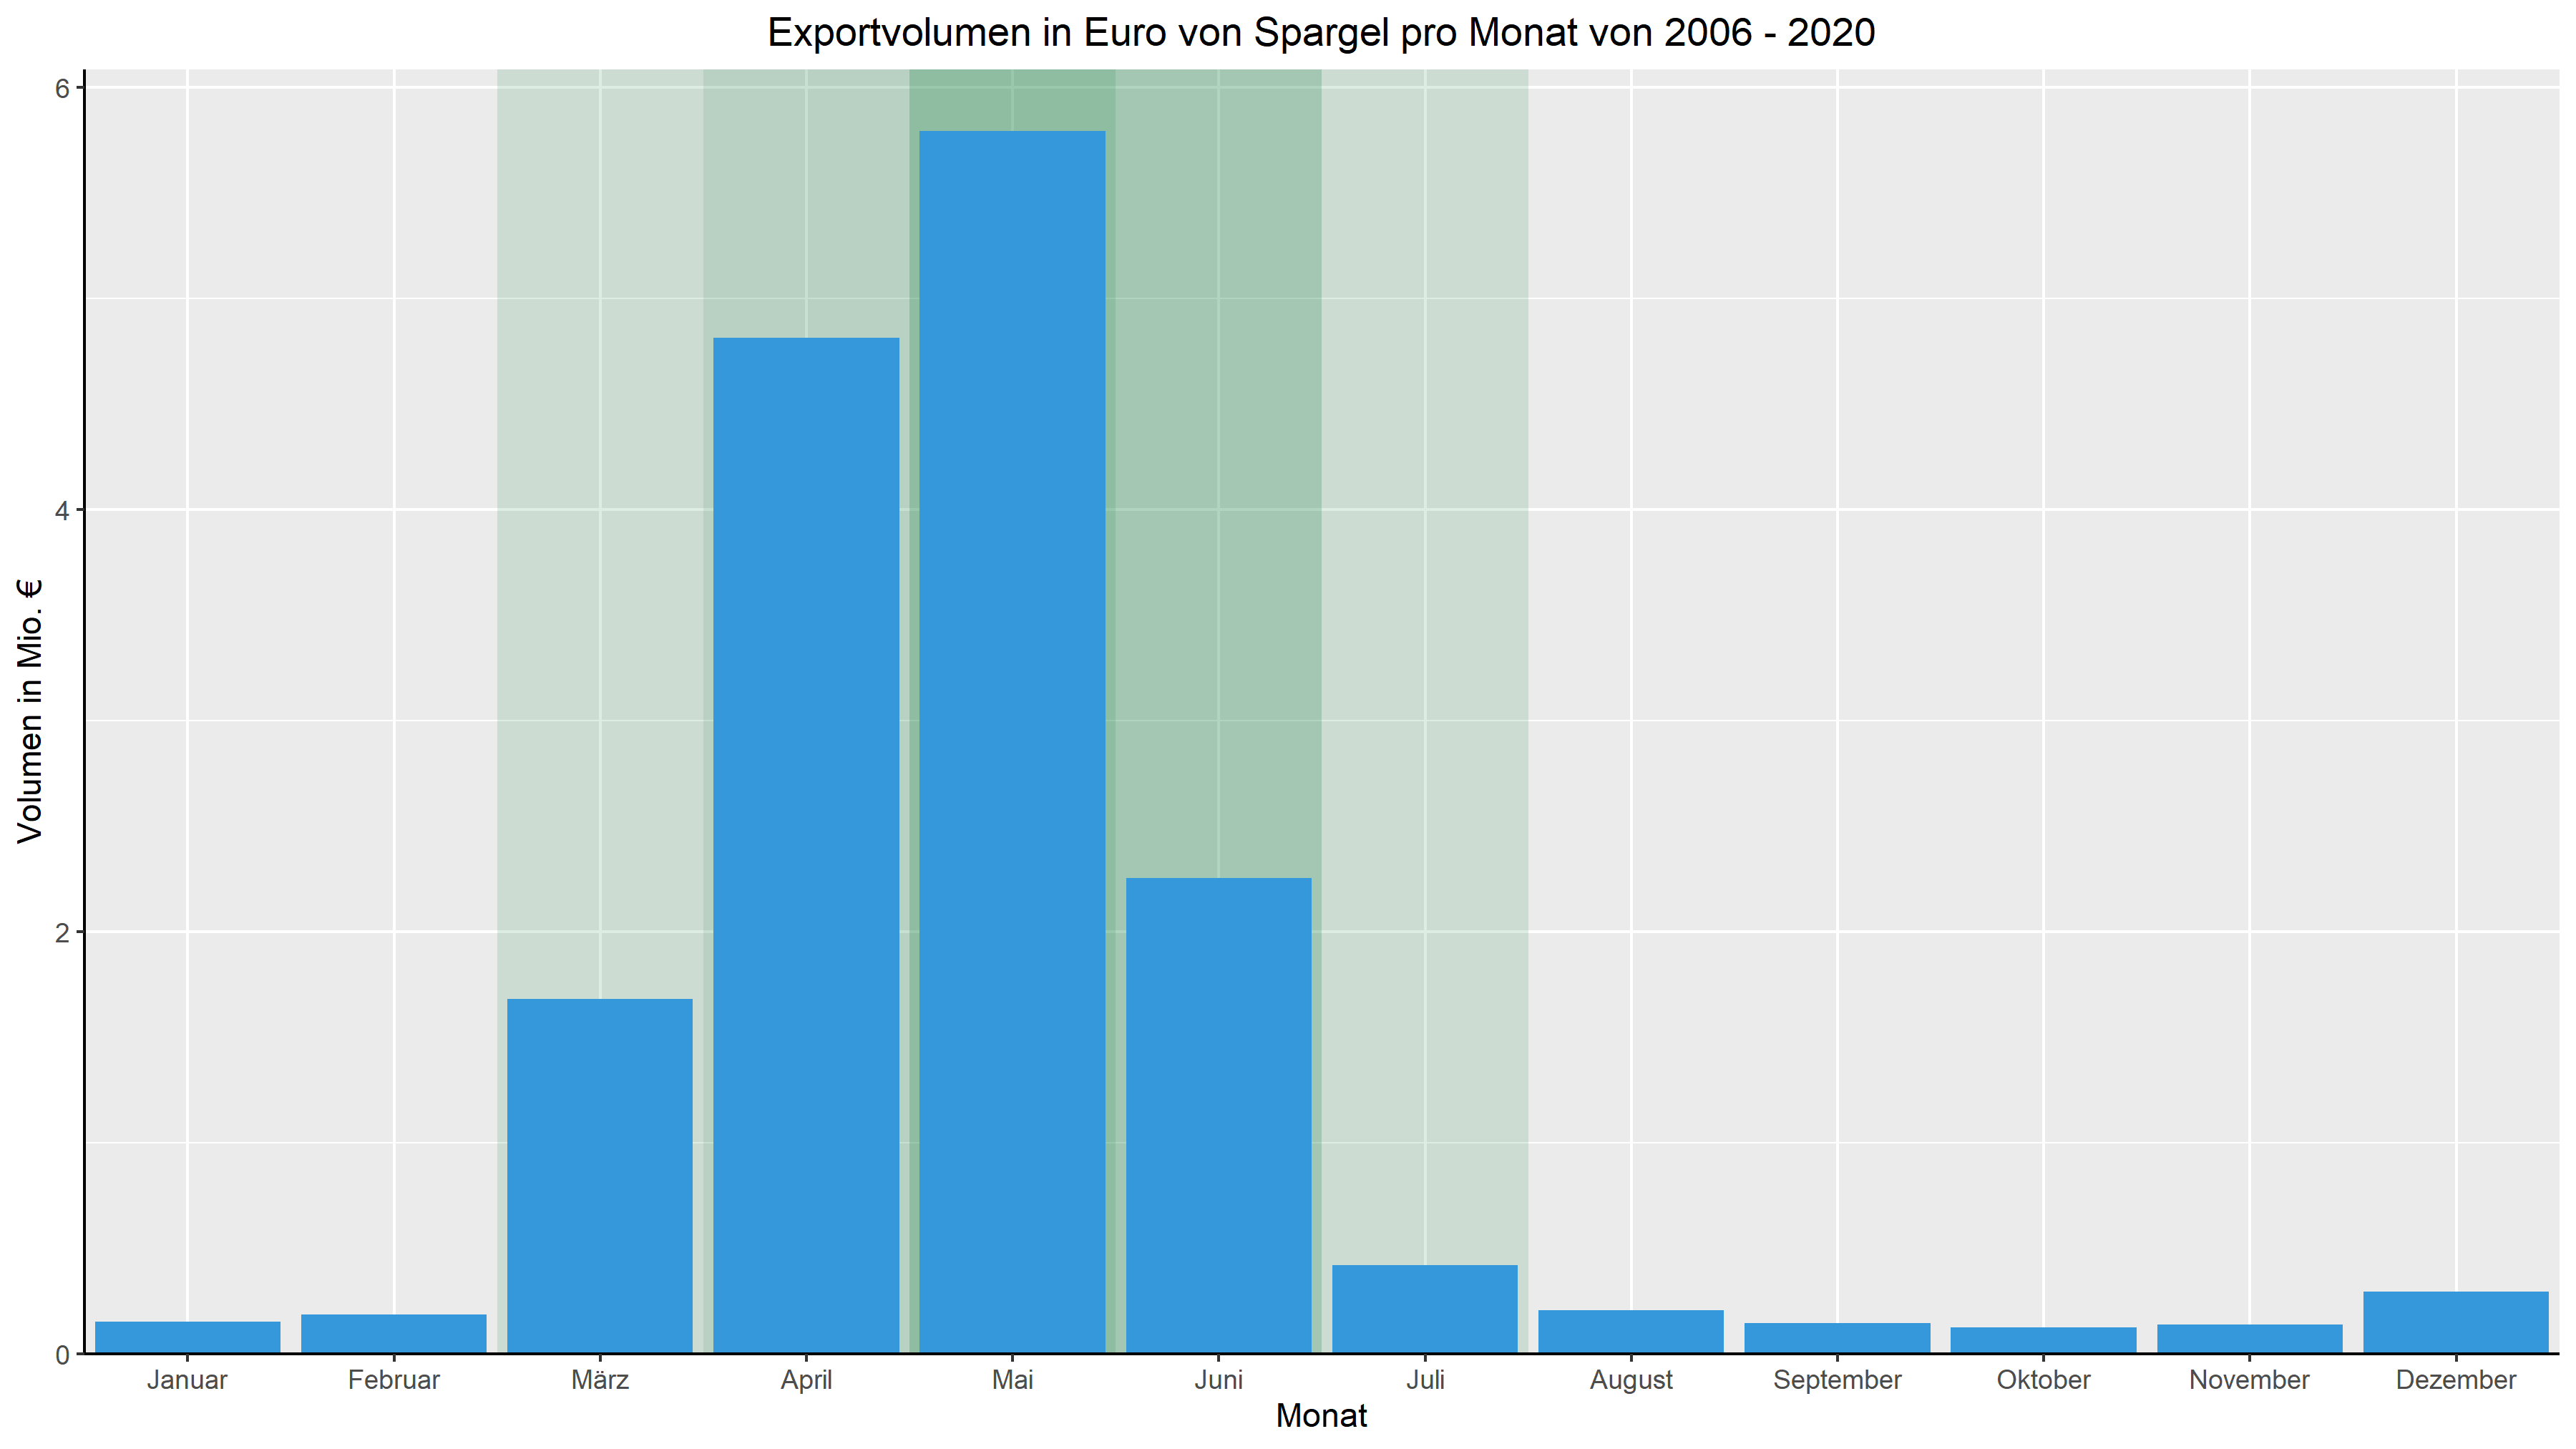 Exportvolumen in Euro von Spargel pro Monat von 2006 - 2020
Volumen in Mio. €
6
4
2
0
Januar Februar März April Mai Juni Juli August September Oktober November Dezember
Monat